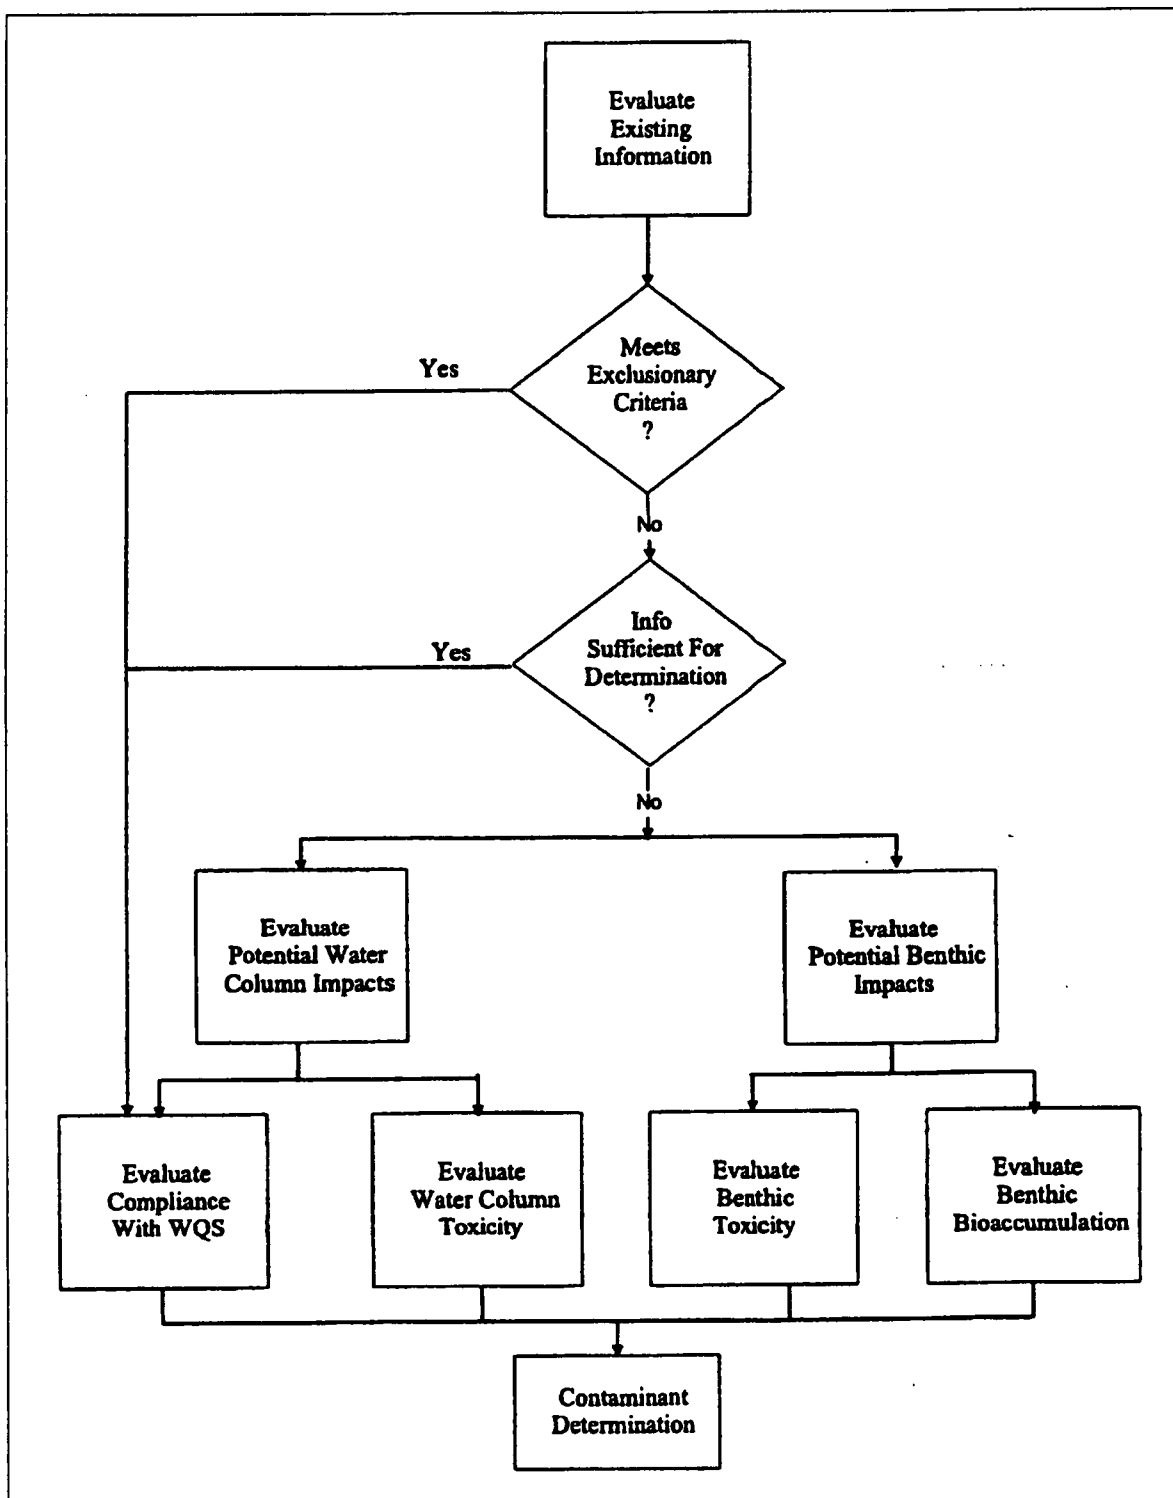 Evaluate
Existing
Information
Meets
Exclusionary
Criteria
?
Yes
No
Info
Sufficient For
Determination
?
Yes
No
Evaluate
Potential Water
Column Impacts
Evaluate
Potential Benthic
Impacts
Evaluate
Compliance
With WQS
Evaluate
Water Column
Toxicity
Evaluate
Benthic
Toxicity
Evaluate
Benthic
Bioaccumulation
Contaminant
Determination